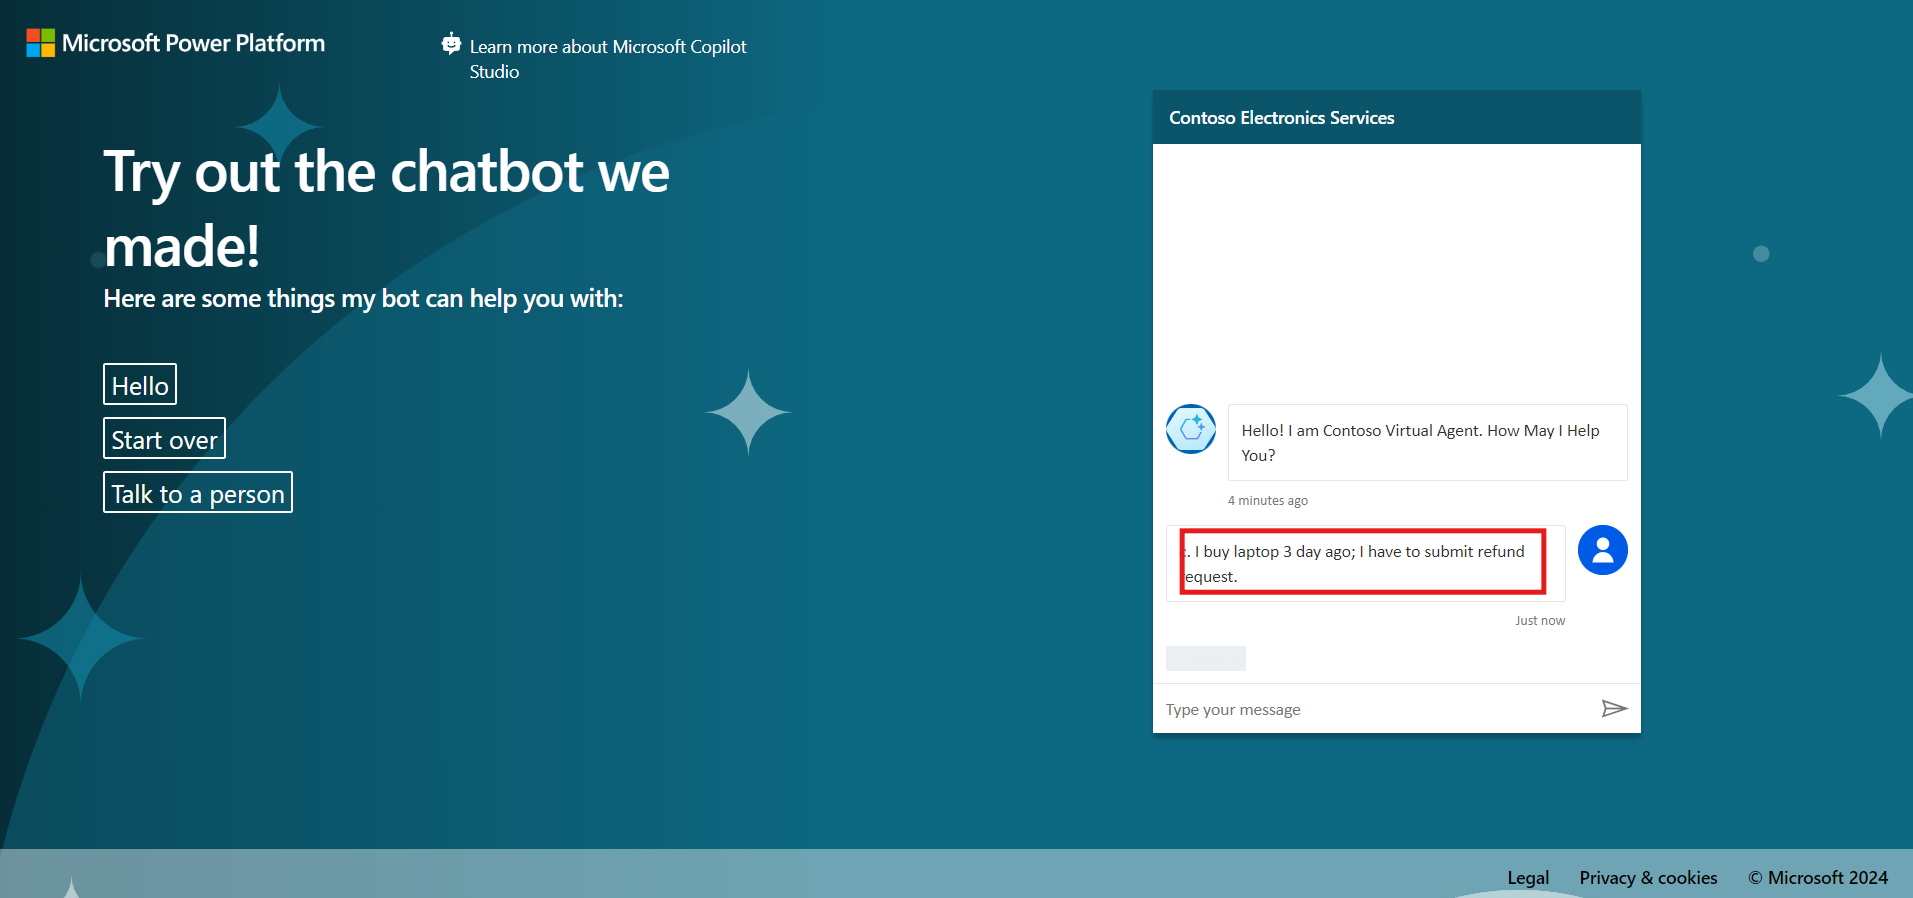 Microsoft Power Platform
Learn more about Microsoft Copilot
Studio
Try out the chatbot we
made!
Here are some things my bot can help you with:
Hello
Start over
Talk to a person
Contoso Electronics Services
Hello! I am Contoso Virtual Agent. How May I Help
You?
4 minutes ago
. I buy laptop 3 day ago; I have to submit refund
equest.
Just now
Type your message
Legal Privacy & cookies © Microsoft 2024